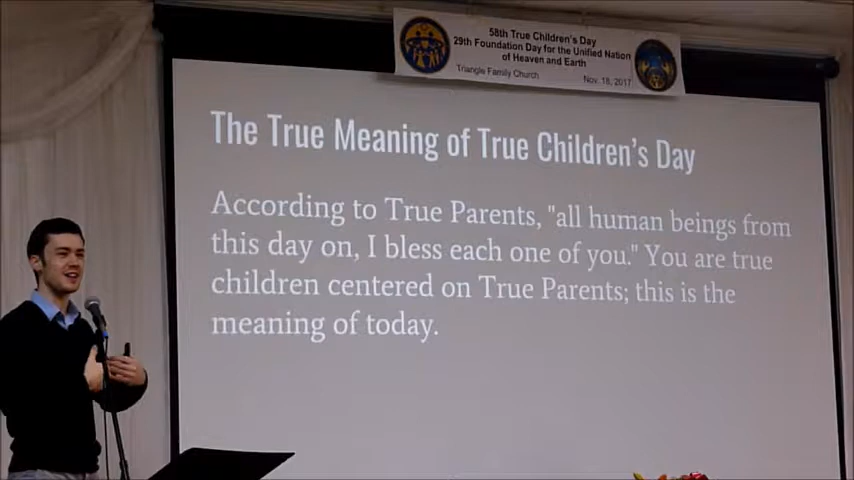 58th True Children's Day
29th Foundation Day for the Unified Nation
of Heaven and Earth
Triangle Family Church
Nov. 18, 2017
The True Meaning of True Children's Day
According to True Parents, "all human beings from
this day on, I bless each one of you." You are true
children centered on True Parents; this is the
meaning of today.